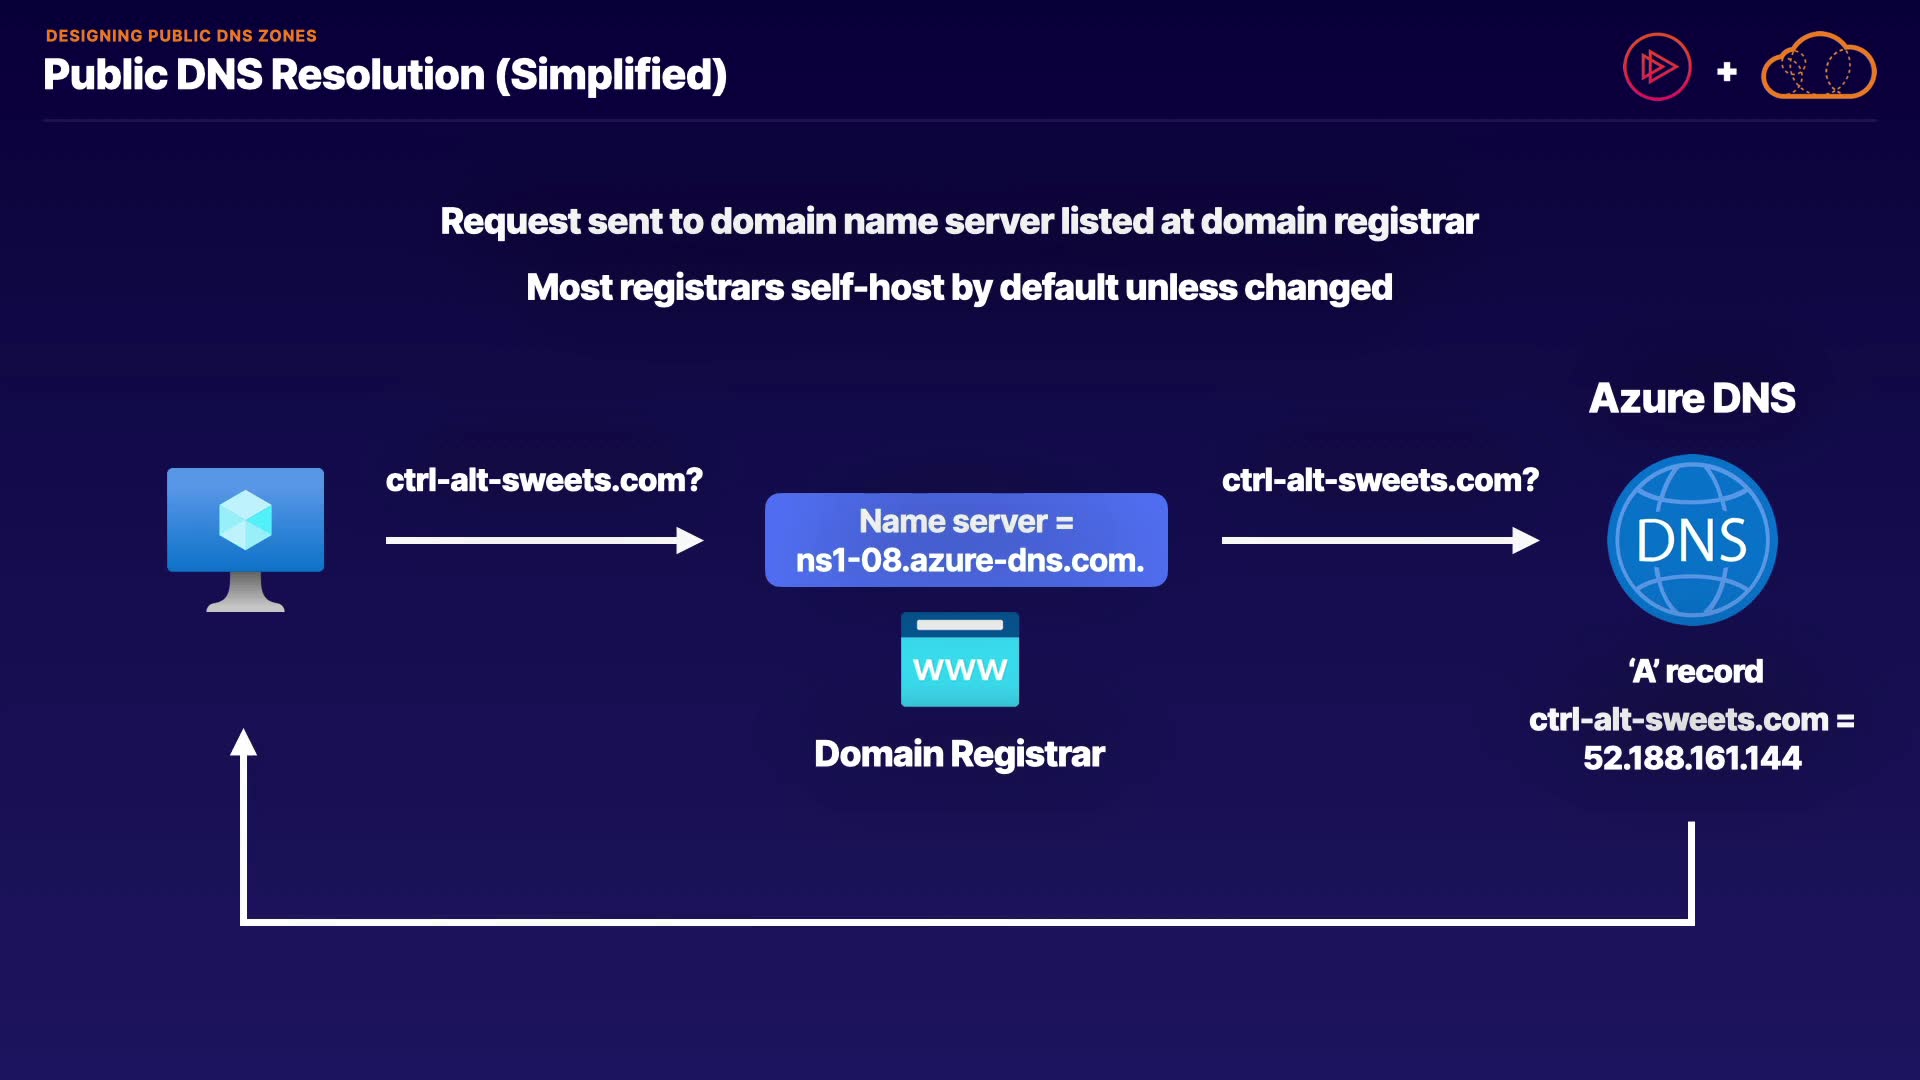 DESIGNING PUBLIC DNS ZONES
Public DNS Resolution (Simplified)
+
Request sent to domain name server listed at domain registrar
Most registrars self-host by default unless changed
ctrl-alt-sweets.com?
Name server =
ns1-08.azure-dns.com.
www
Domain Registrar
ctrl-alt-sweets.com?
Azure DNS
DNS
‘A’ record
ctrl-alt-sweets.com =
52.188.161.144